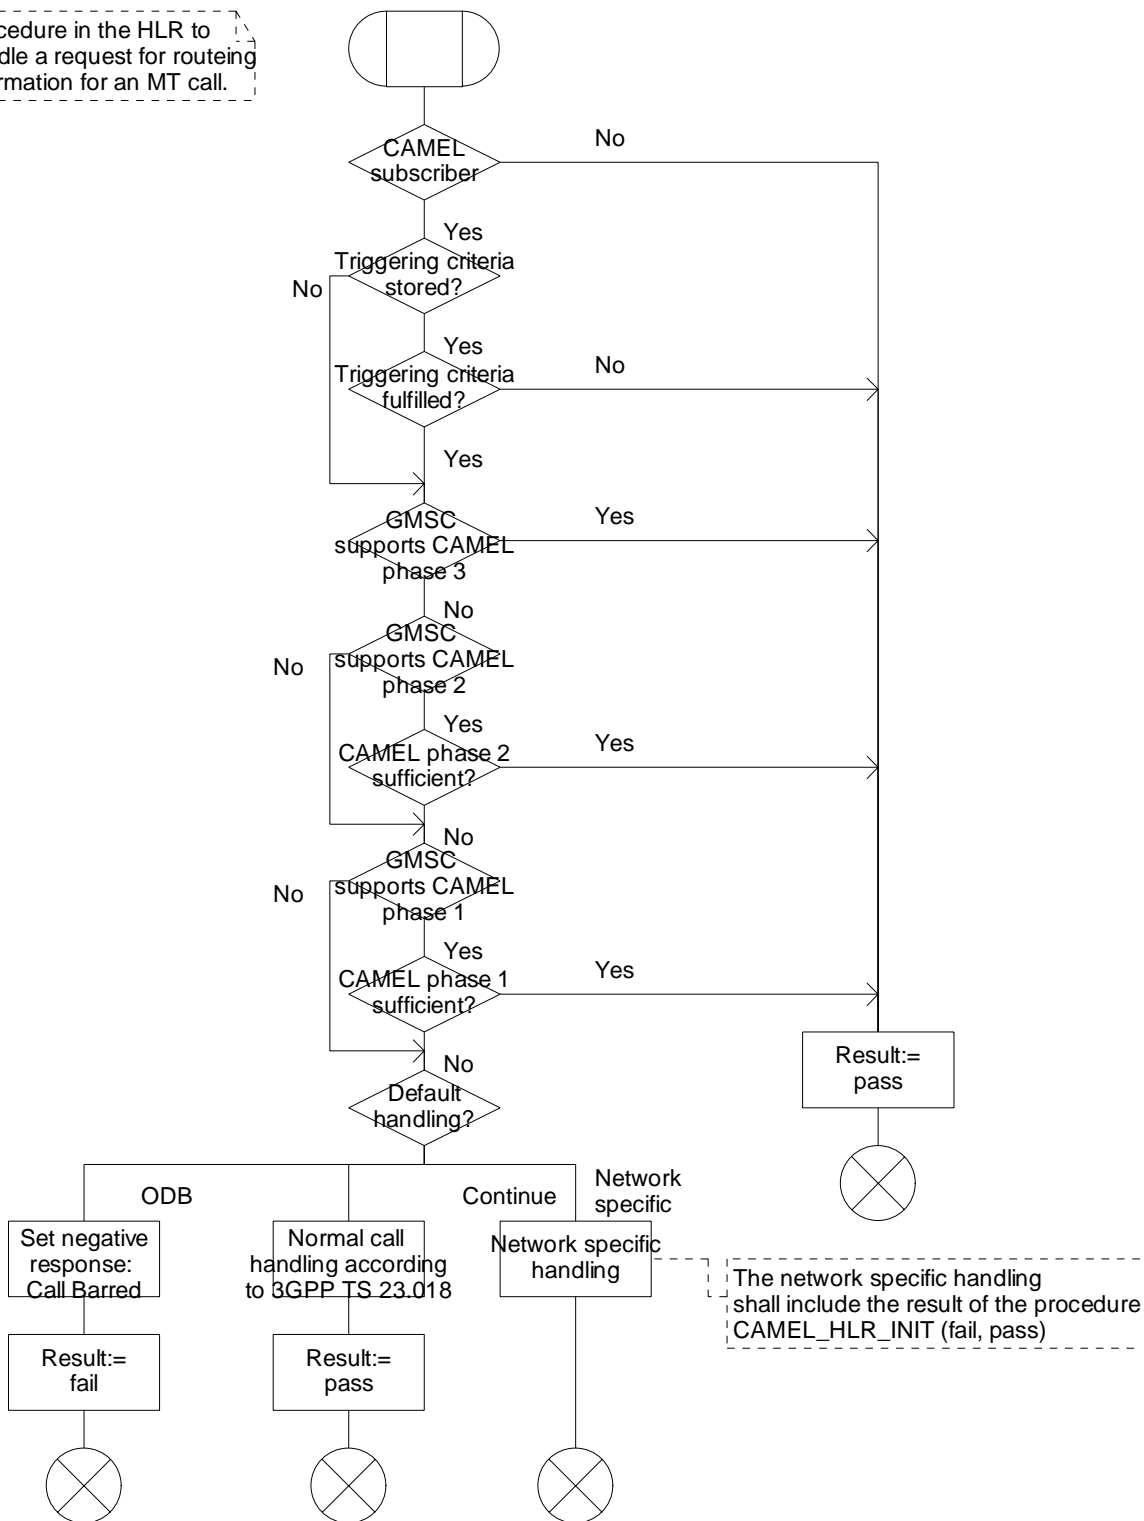 cedure in the HLR to
dle a request for routeing
rmation for an MT call.
CAMEL
subscriber
No
Yes
Triggering criteria
stored?
No
Yes
Triggering criteria
fulfilled?
No
Yes
GMSC
supports CAMEL
phase 3
Yes
No
GMSC
supports CAMEL
phase 2
No
Yes
CAMEL phase 2
sufficient?
Yes
No
GMSC
supports CAMEL
phase 1
No
Yes
CAMEL phase 1
sufficient?
Yes
No
Result:=
pass
Default
handling?
ODB
Continue
Network
specific
Set negative
response:
Call Barred
Normal call
handling according
to 3GPP TS 23.018
Network specific
handling
The network specific handling
shall include the result of the procedure
CAMEL_HLR_INIT (fail, pass)
Result:=
fail
Result:=
pass